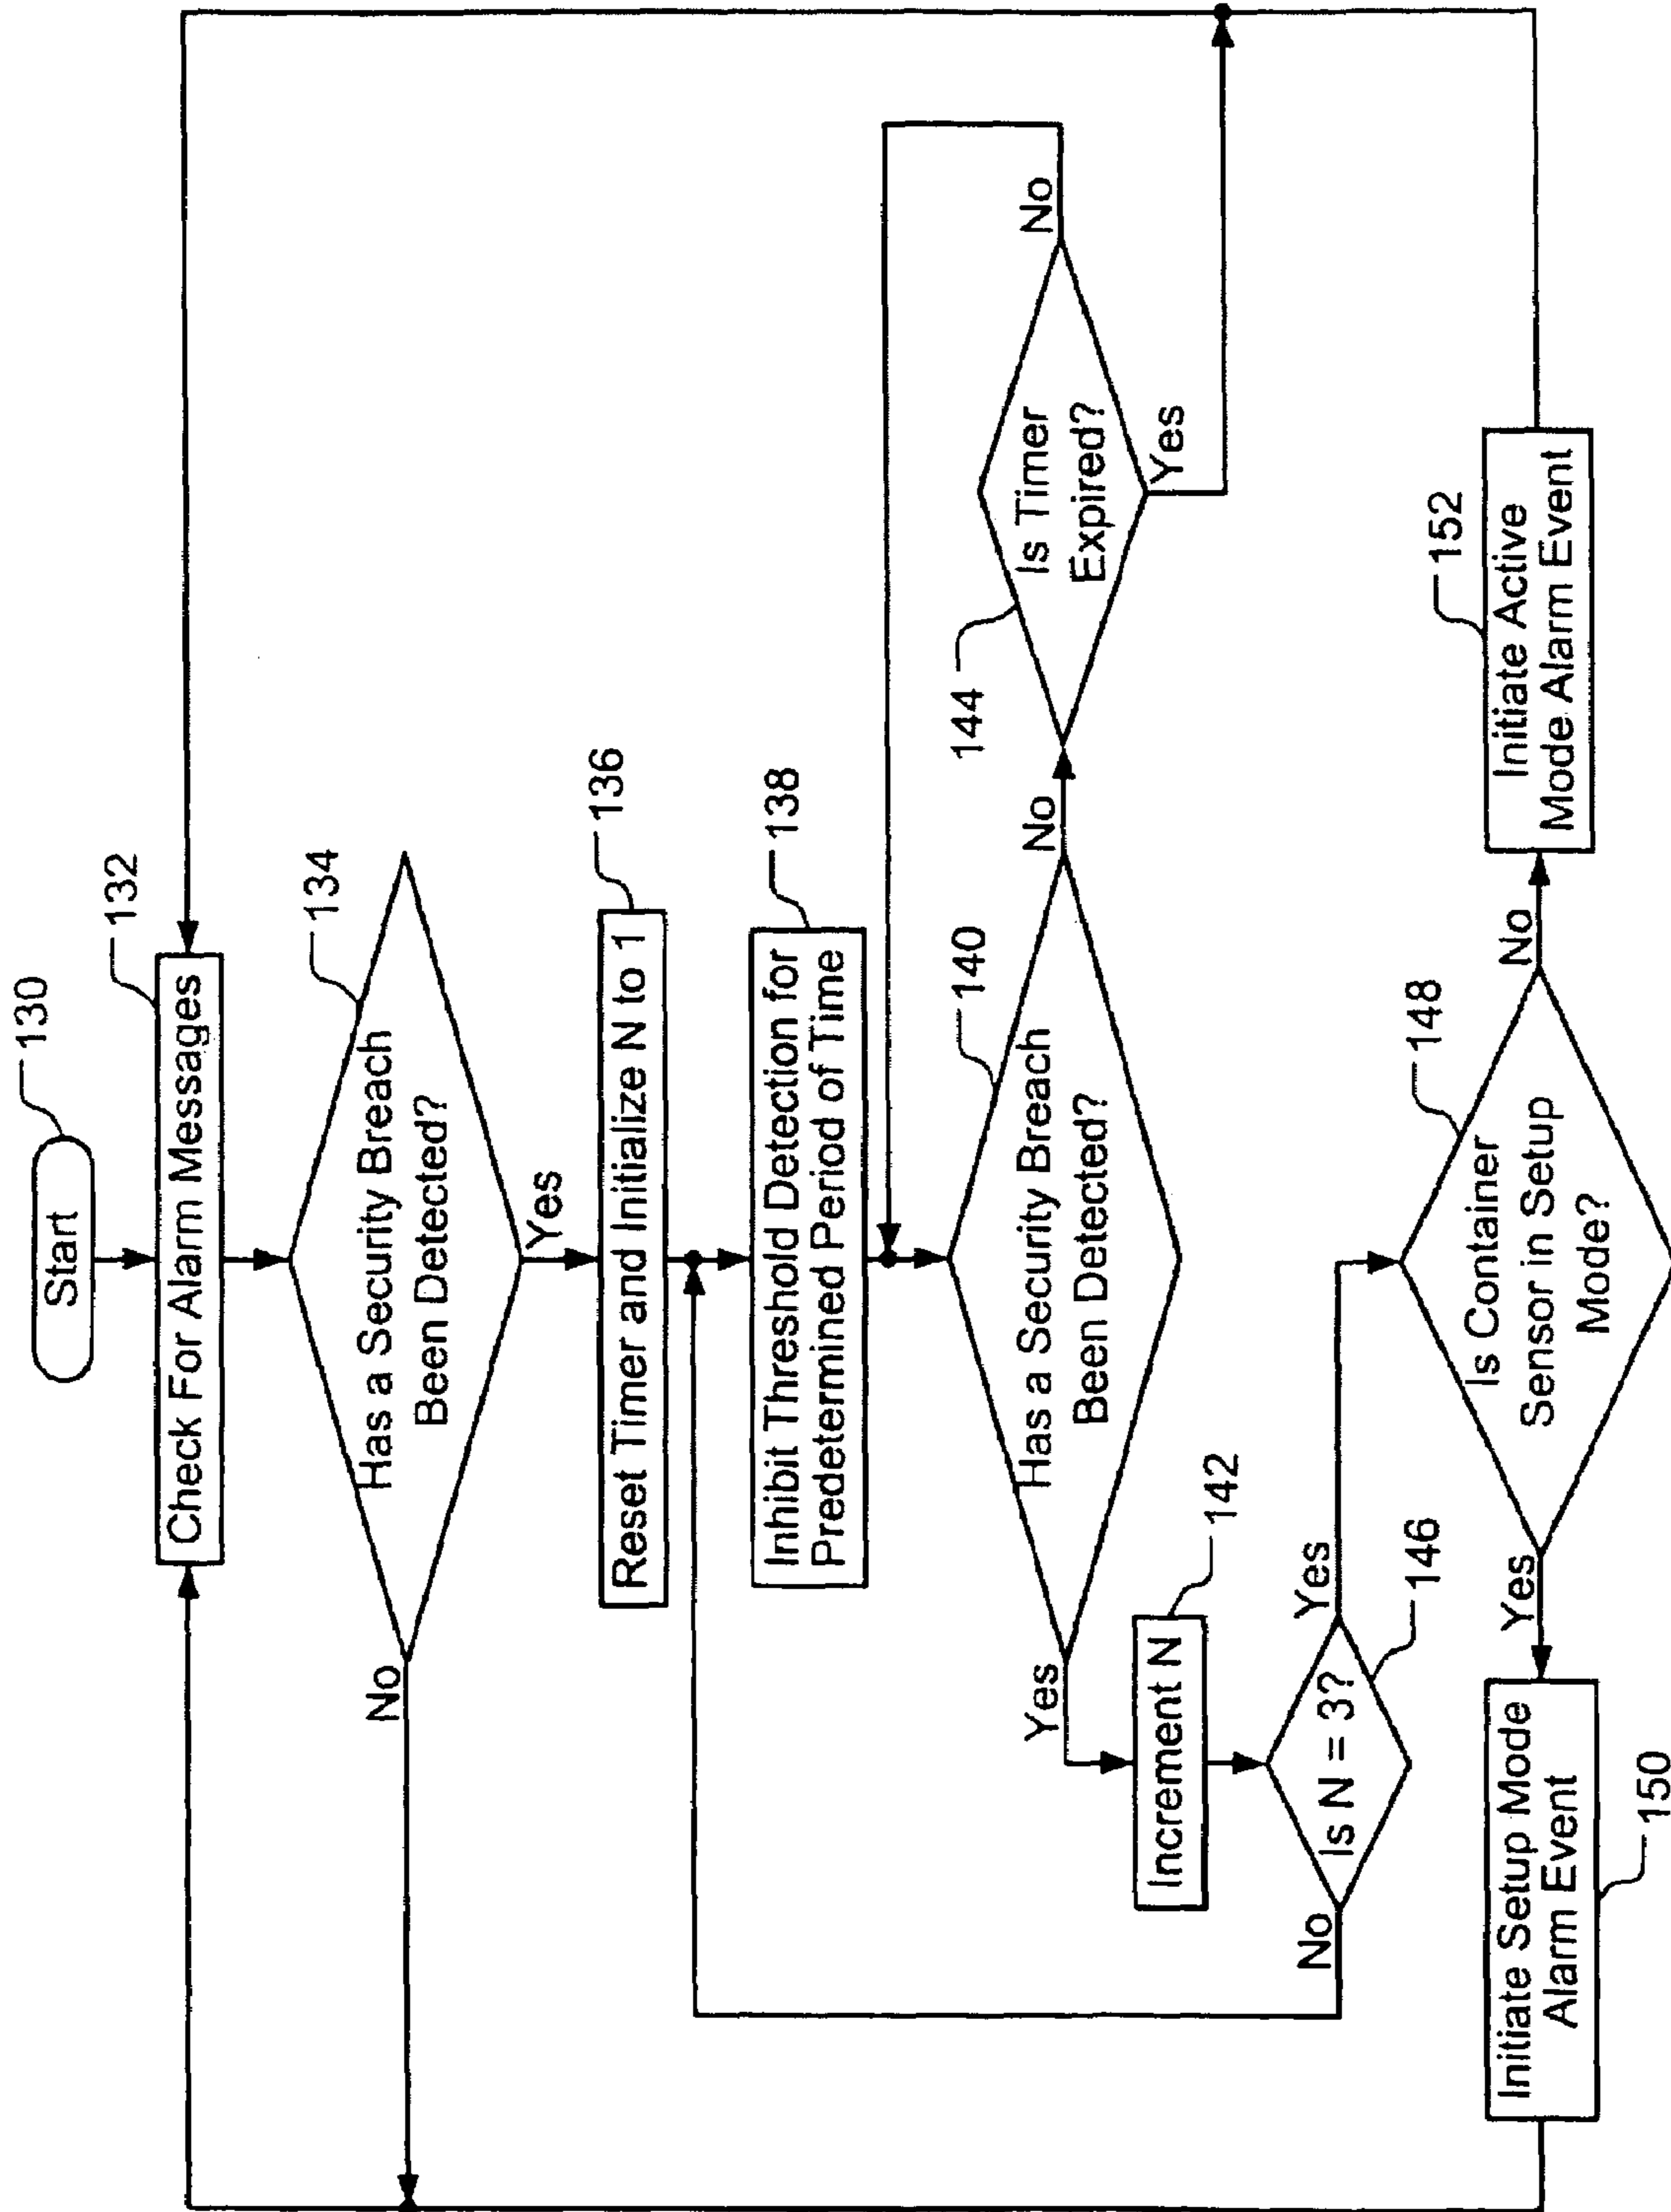 Start
130
Check For Alarm Messages
132
Has a Security Breach
Been Detected?
134
No
Yes
Reset Timer and Initialize N to 1
136
Inhibit Threshold Detection for
Predetermined Period of Time
138
Has a Security Breach
Been Detected?
140
Yes
No
Is Timer
Expired?
144
No
Yes
Increment N
142
Is N = 3?
146
No
Yes
Is Container
Sensor in Setup
Mode?
148
Yes
No
Initiate Setup Mode
Alarm Event
150
Initiate Active
Mode Alarm Event
152